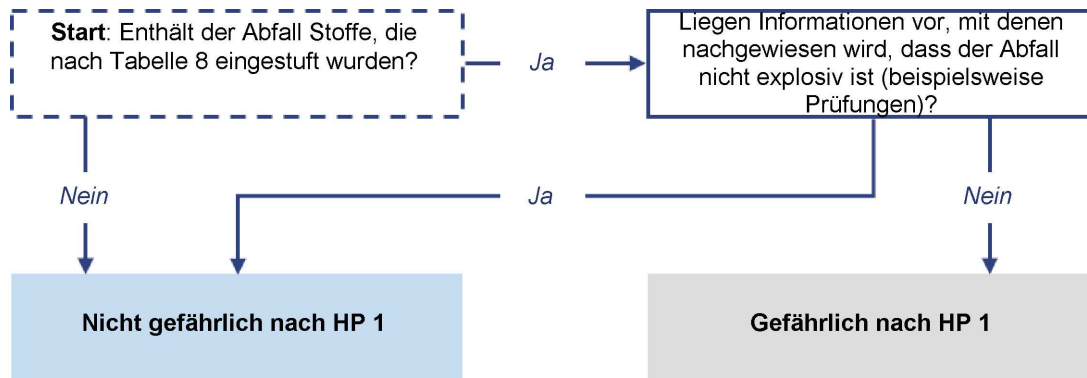 Start: Enthält der Abfall Stoffe, die
nach Tabelle 8 eingestuft wurden?
Ja
Liegen Informationen vor, mit denen
nachgewiesen wird, dass der Abfall
nicht explosiv ist (beispielsweise
Prüfungen)?
Nein
Ja
Nein
Nicht gefährlich nach HP 1
Gefährlich nach HP 1